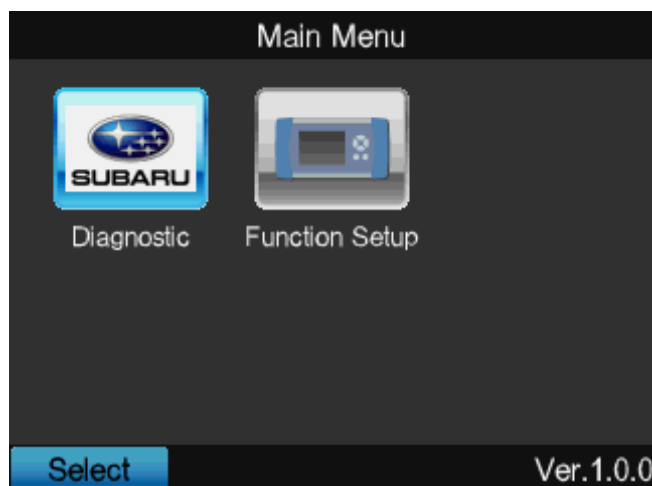 Main Menu
SUBARU
Diagnostic
Function Setup
Select
Ver.1.0.0